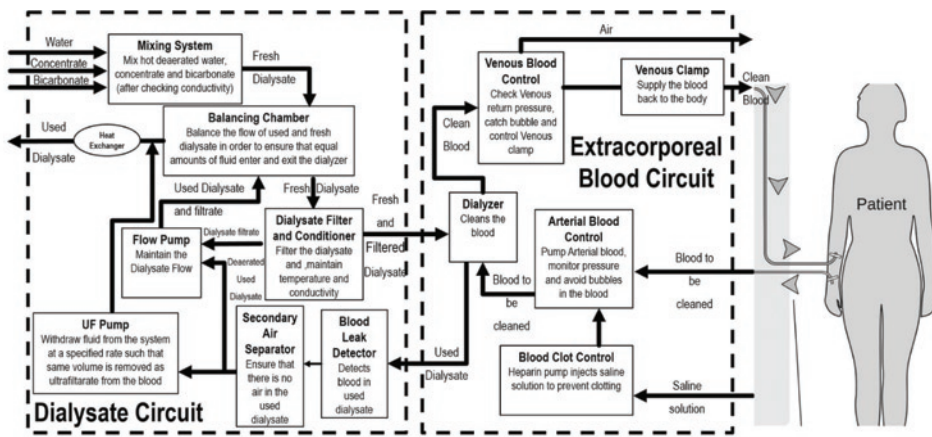 Water
Concentrate
Bicarbonate
Mixing System
Mix hot deaerated water,
concentrate and bicarbonate
(after checking conductivity)
Fresh
Dialysate
Balancing Chamber
Balance the flow of used and fresh
dialysate in order to ensure that equal
amounts of fluid enter and exit the dialyzer
Used
Dialysate
Heat
Exchanger
Used Dialysate
and filtrate
Fresh Dialysate
Flow Pump
Maintain the
Dialysate Flow
Dialysate filtrate
Deaerated
Used
Dialysate
Dialysate Filter
and Conditioner
Filter the dialysate
and ,maintain
temperature and
conductivity
Fresh
and
Filtered
Dialysate
UF Pump
Withdraw fluid from the system
at a specified rate such that
same volume is removed as
ultrafiltarate from the blood
Secondary
Air
Separator
Ensure that
there is no
air in the
used dialysate
Blood
Leak
Detector
Detects
blood in
used dialysate
Used
Dialysate
Dialysate Circuit
Air
Venous Blood
Control
Check Venous
return pressure,
catch bubble and
control Venous
clamp
Venous Clamp
Supply the blood
back to the body
Clean
Blood
Clean
Blood
Extracorporeal
Blood Circuit
Dialyzer
Cleans the
blood
Arterial Blood
Control
Pump Arterial blood,
monitor pressure
and avoid bubbles
in the blood
Blood to
be
cleaned
Blood to
be
cleaned
Blood Clot Control
Heparin pump injects saline
solution to prevent clotting
Saline
solution
Patient